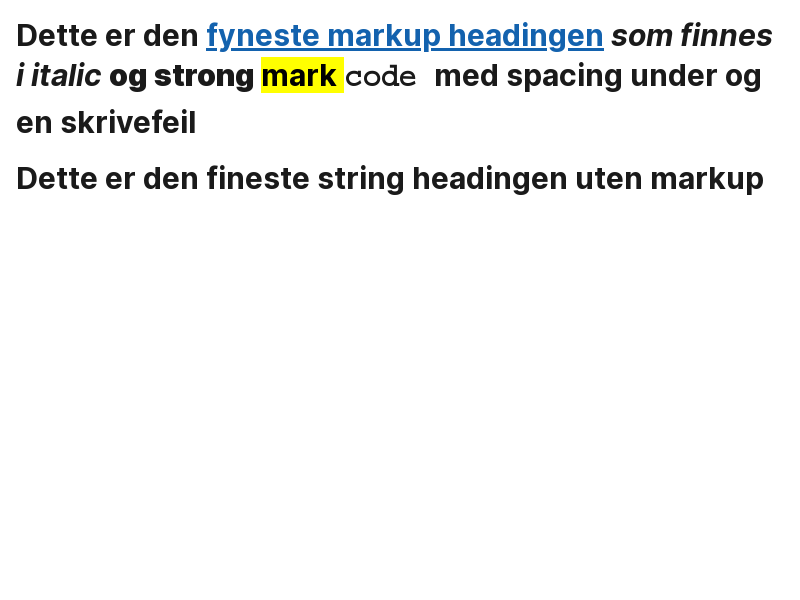 Dette er den fyneste markup headingen som finnes
i italic og strong mark code med spacing under og
en skrivefeil
Dette er den fineste string headingen uten markup